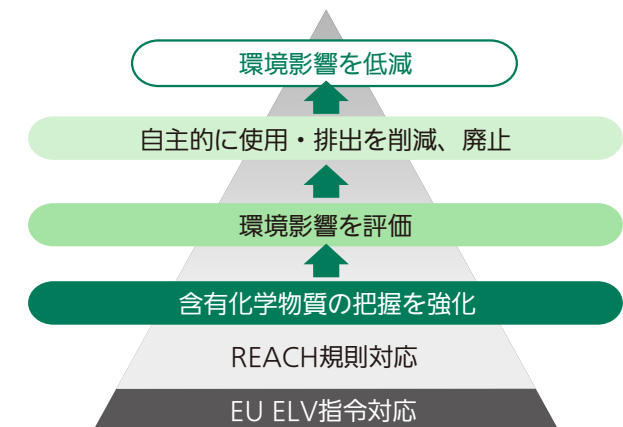 環境影響を低減
自主的に使用・排出を削減、廃止
環境影響を評価
含有化学物質の把握を強化
REACH規則対応
EU ELV指令対応